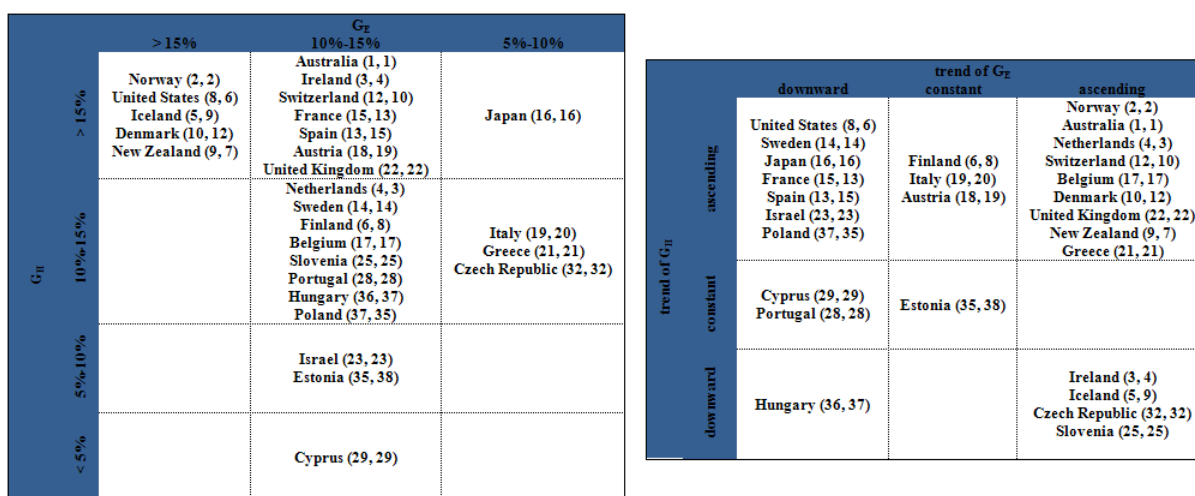 G_E
> 15% 10%-15% 5%-10%
G_H
> 15%
Norway (2, 2)
United States (8, 6)
Iceland (5, 9)
Denmark (10, 12)
New Zealand (9, 7)
Australia (1, 1)
Ireland (3, 4)
Switzerland (12, 10)
France (15, 13)
Spain (13, 15)
Austria (18, 19)
United Kingdom (22, 22)
Japan (16, 16)
10%-15%
Netherlands (4, 3)
Sweden (14, 14)
Finland (6, 8)
Belgium (17, 17)
Slovenia (25, 25)
Portugal (28, 28)
Hungary (36, 37)
Poland (37, 35)
Italy (19, 20)
Greece (21, 21)
Czech Republic (32, 32)
5%-10%
Israel (23, 23)
Estonia (35, 38)
< 5%
Cyprus (29, 29)
trend of G_E
downward constant ascending
trend of G_H
ascending
United States (8, 6)
Sweden (14, 14)
Japan (16, 16)
France (15, 13)
Spain (13, 15)
Israel (23, 23)
Poland (37, 35)
Finland (6, 8)
Italy (19, 20)
Austria (18, 19)
Norway (2, 2)
Australia (1, 1)
Netherlands (4, 3)
Switzerland (12, 10)
Belgium (17, 17)
Denmark (10, 12)
United Kingdom (22, 22)
New Zealand (9, 7)
Greece (21, 21)
constant
Cyprus (29, 29)
Portugal (28, 28)
Estonia (35, 38)
downward
Hungary (36, 37)
Ireland (3, 4)
Iceland (5, 9)
Czech Republic (32, 32)
Slovenia (25, 25)